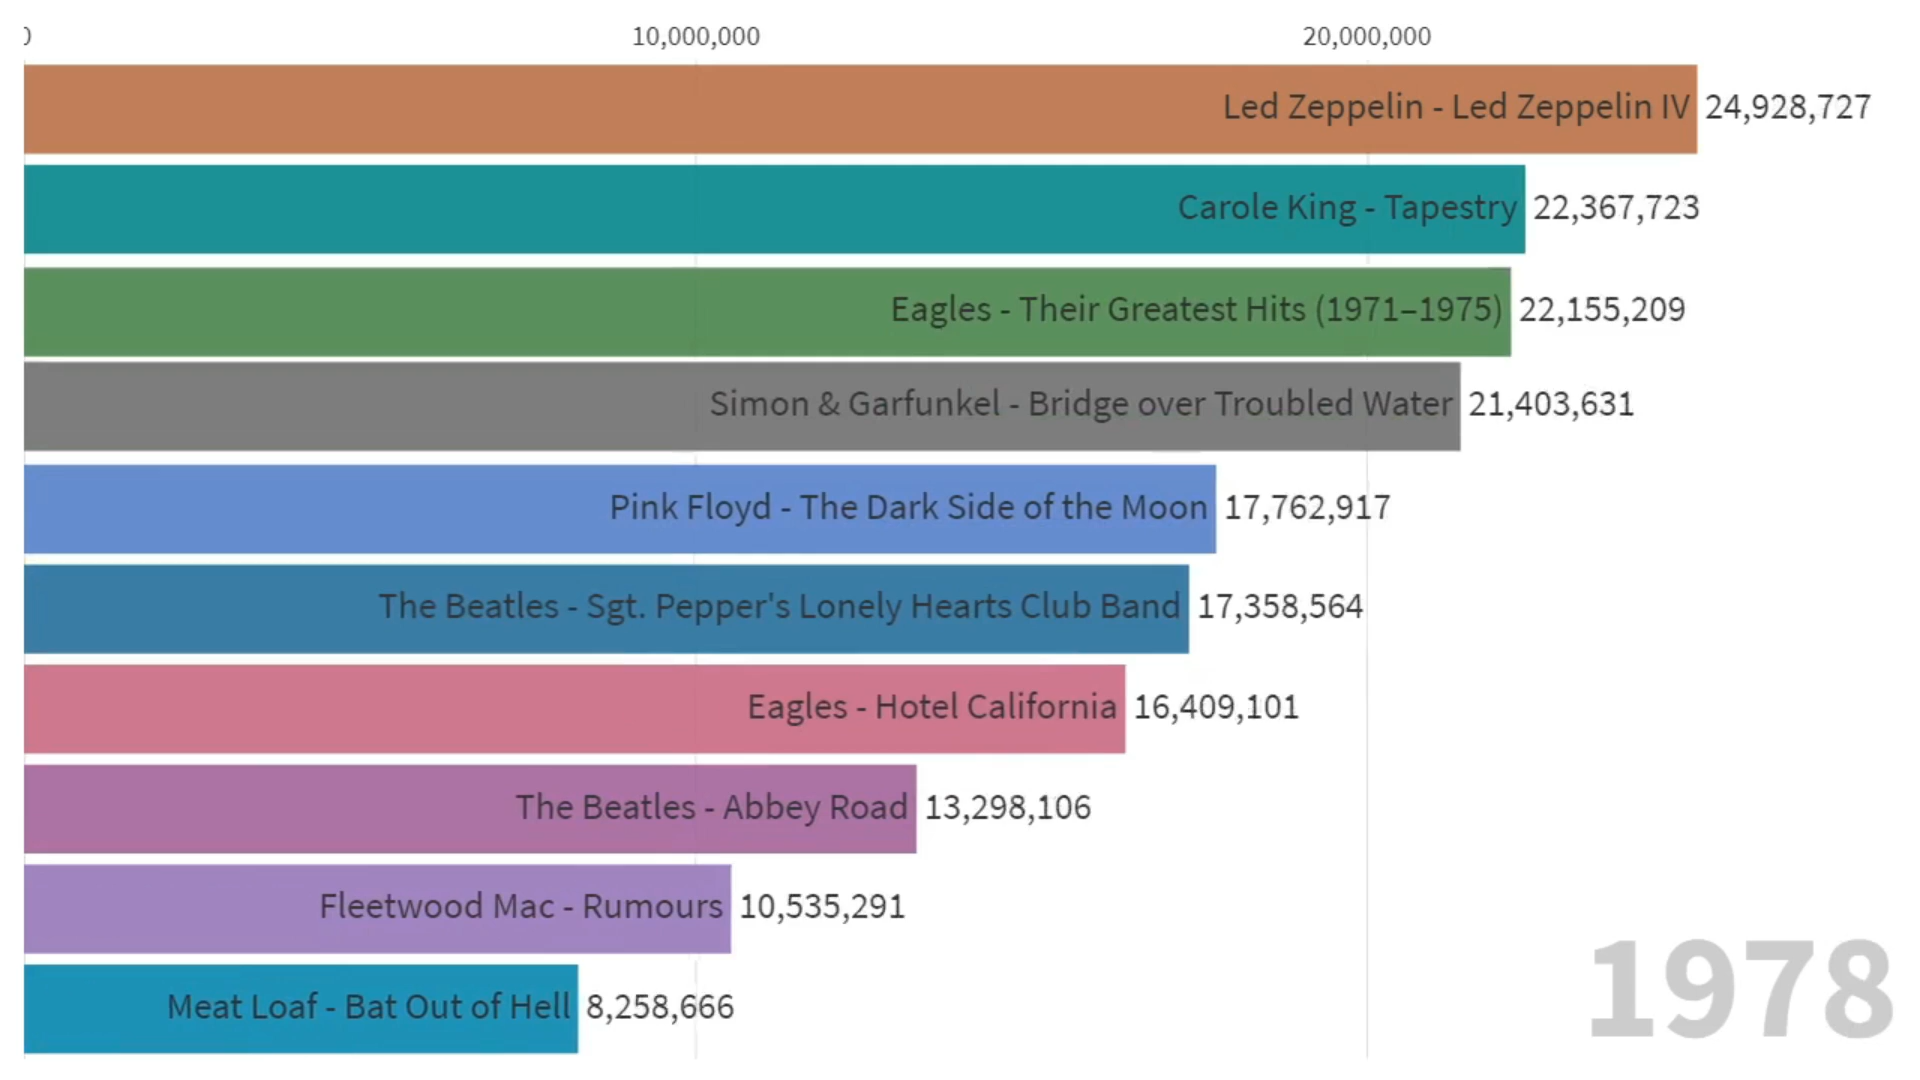 0 10,000,000 20,000,000
Led Zeppelin - Led Zeppelin IV 24,928,727
Carole King - Tapestry 22,367,723
Eagles - Their Greatest Hits (1971–1975) 22,155,209
Simon & Garfunkel - Bridge over Troubled Water 21,403,631
Pink Floyd - The Dark Side of the Moon 17,762,917
The Beatles - Sgt. Pepper's Lonely Hearts Club Band 17,358,564
Eagles - Hotel California 16,409,101
The Beatles - Abbey Road 13,298,106
Fleetwood Mac - Rumours 10,535,291
Meat Loaf - Bat Out of Hell 8,258,666
1978